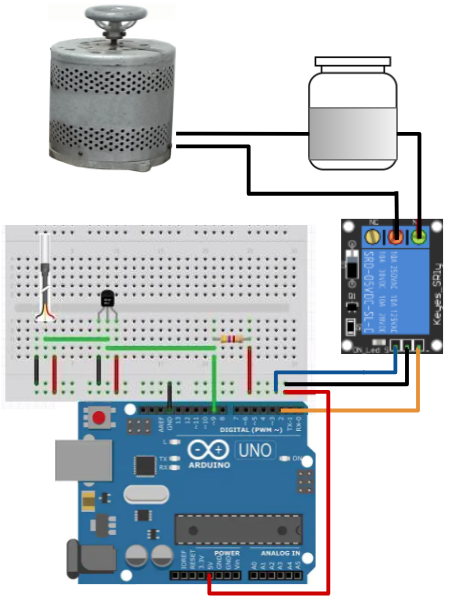 NC
SRD-05VDC-SL-C
10A 250VAC 10A 125VAC
10A 30VDC 10A 28VDC
Keyes_SRly
ON_Led
S
AREF
GND
13
12
~11
~10
~9
8
7
~6
~5
4
~3
2
TX-1
RX-0
DIGITAL (PWM ~)
L
TX
RX
ON
UNO
ARDUINO
IOREF
RESET
3.3V
5V
GND
GND
Vin
POWER
ANALOG IN
A0
A1
A2
A3
A4
A5